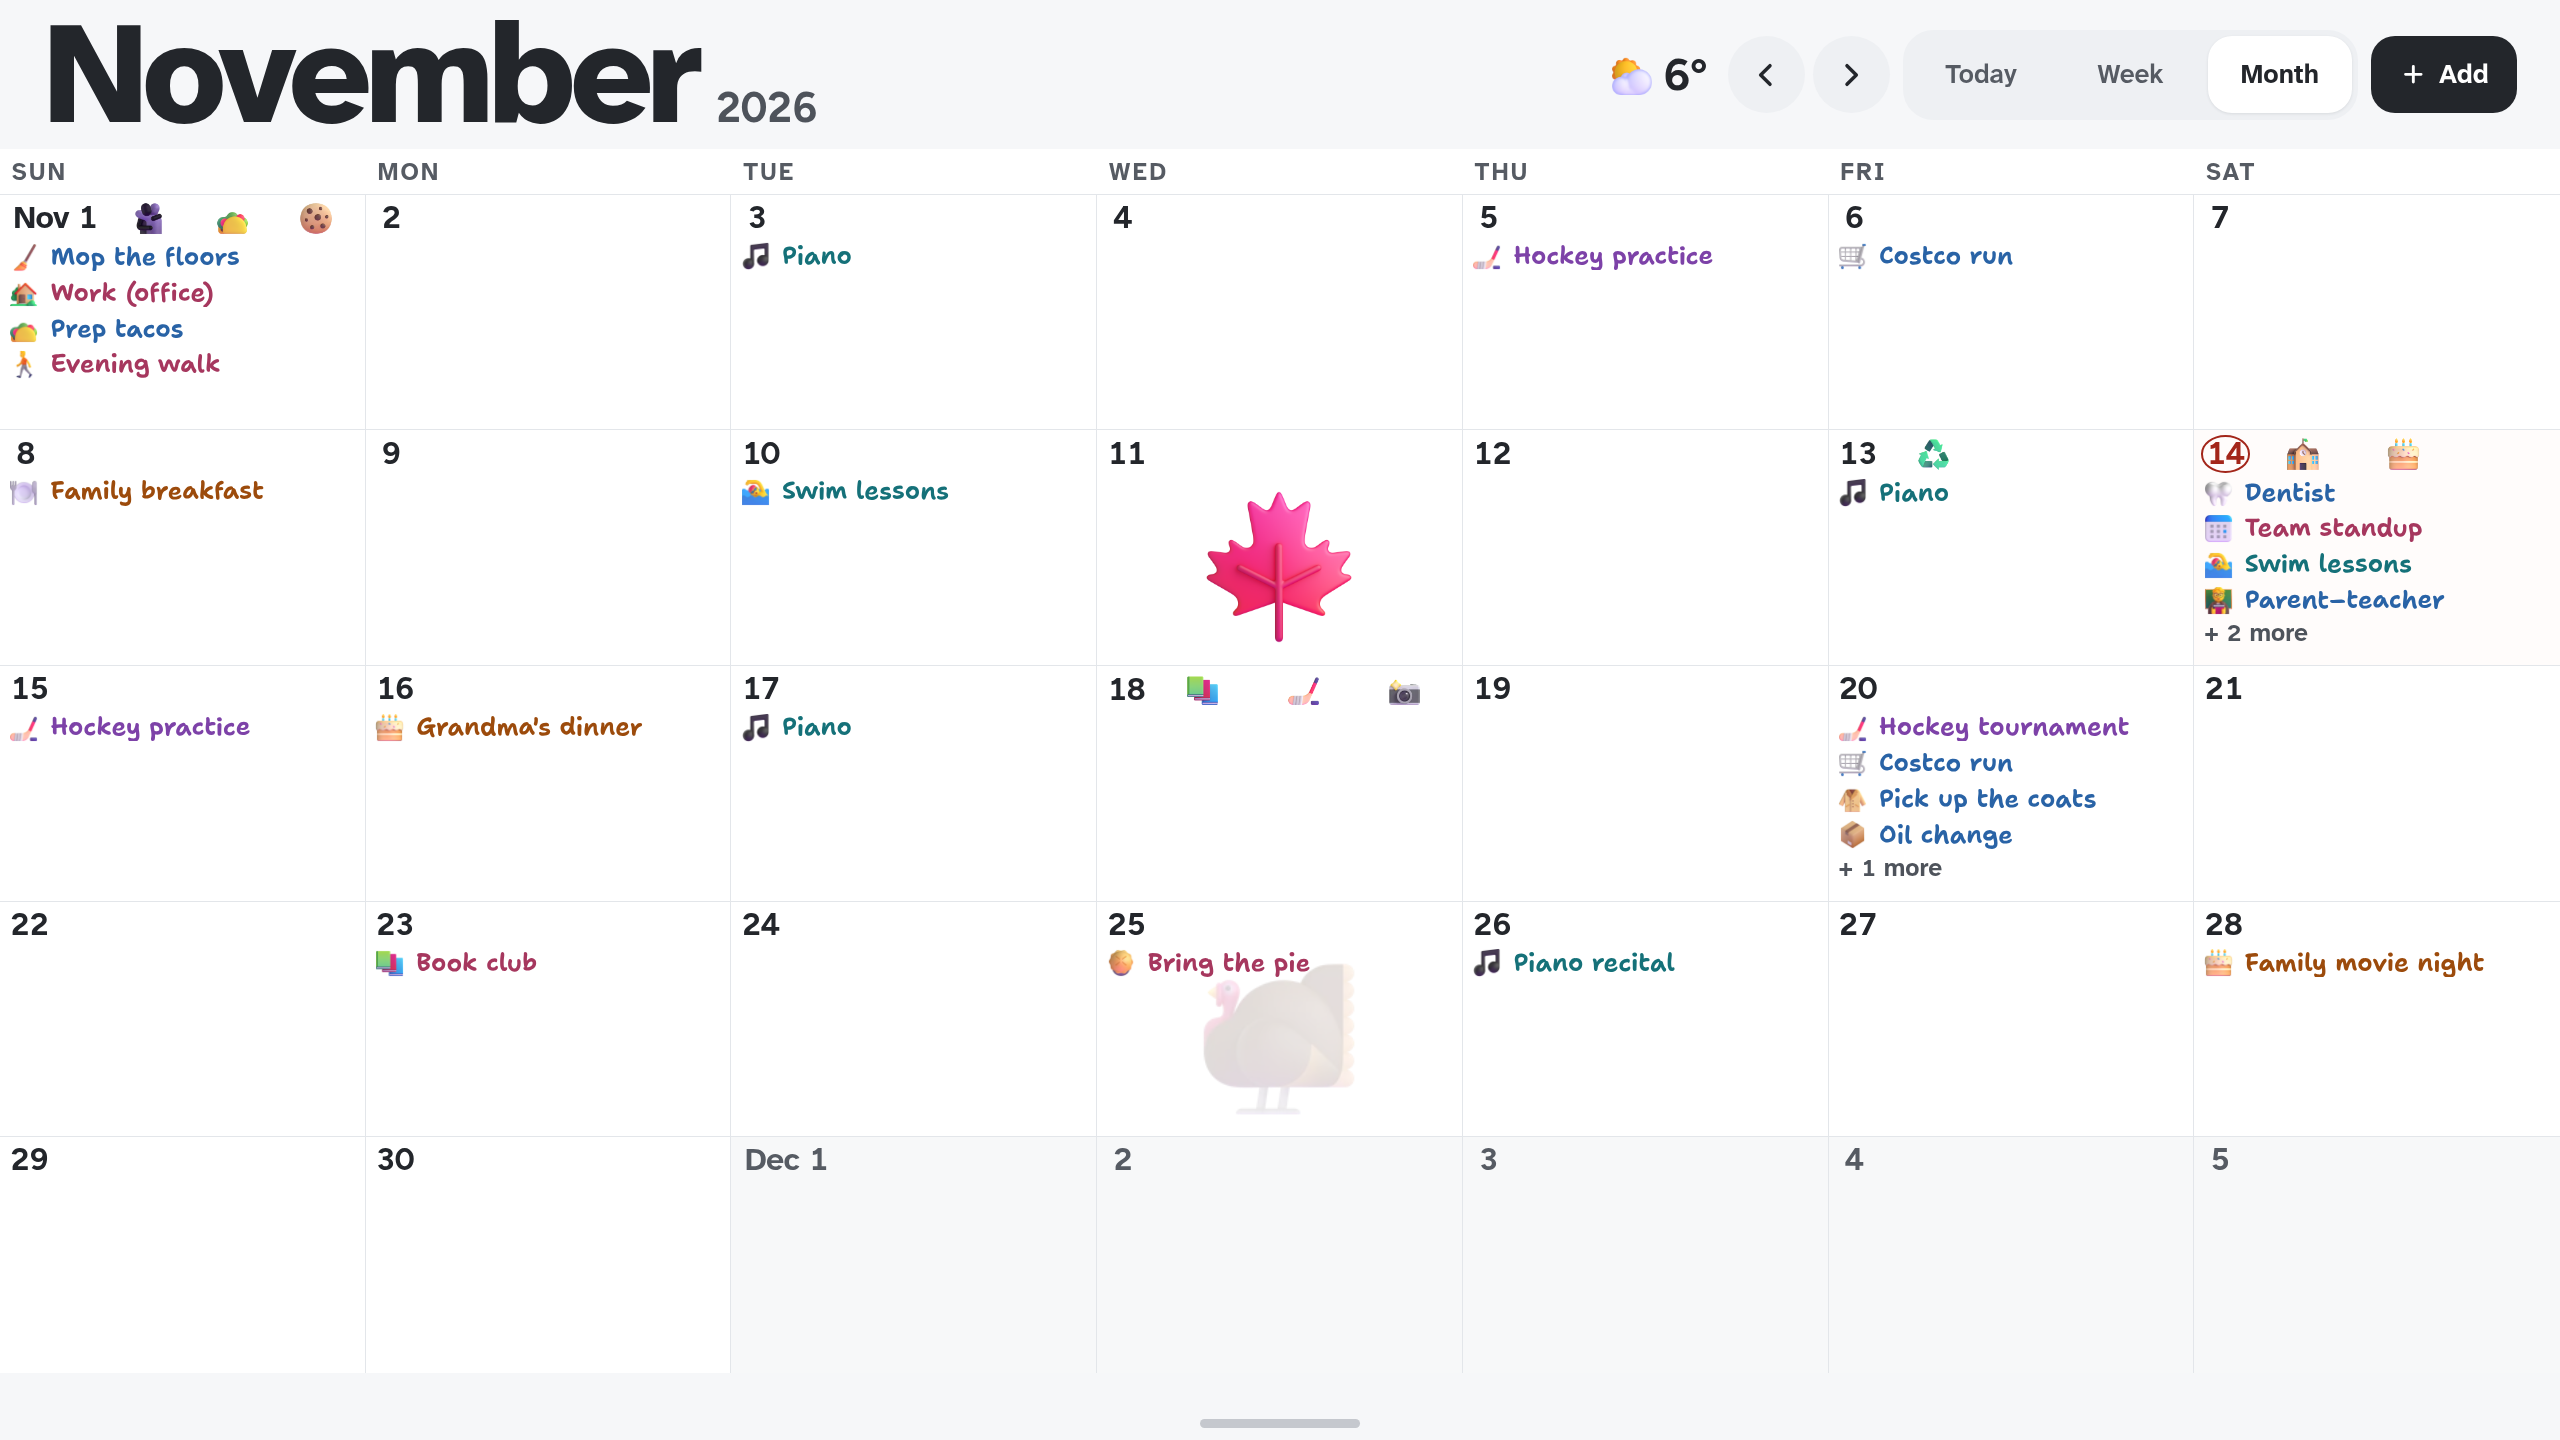 November 2026
6°
Today
Week
Month
+ Add
SUN
MON
TUE
WED
THU
FRI
SAT
Nov 1
Mop the floors
Work (office)
Prep tacos
Evening walk
2
3
Piano
4
5
Hockey practice
6
Costco run
7
8
Family breakfast
9
10
Swim lessons
11
12
13
Piano
14
Dentist
Team standup
Swim lessons
Parent–teacher
+ 2 more
15
Hockey practice
16
Grandma's dinner
17
Piano
18
19
20
Hockey tournament
Costco run
Pick up the coats
Oil change
+ 1 more
21
22
23
Book club
24
25
Bring the pie
26
Piano recital
27
28
Family movie night
29
30
Dec 1
2
3
4
5